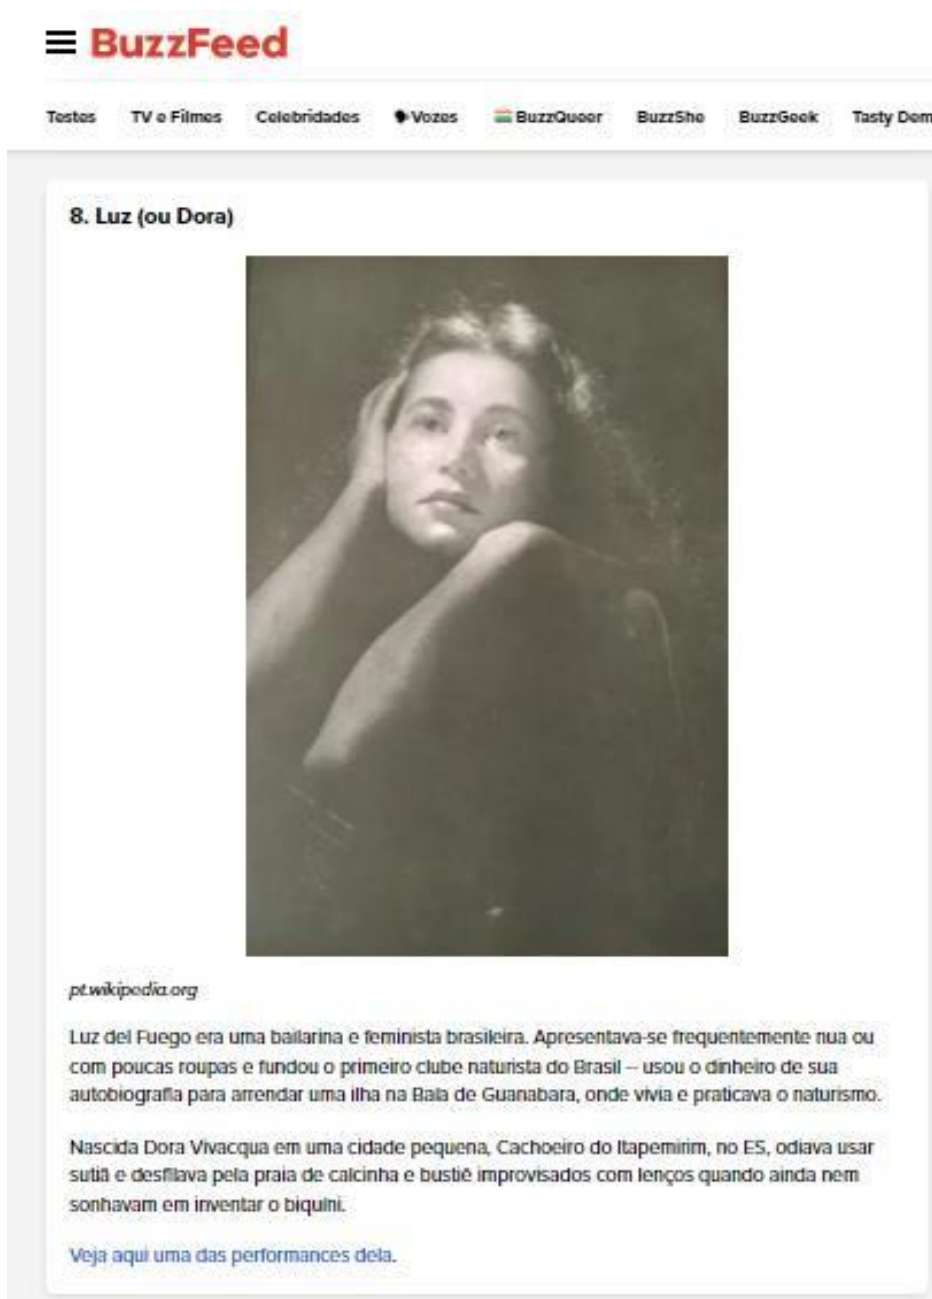 BuzzFeed
Testes TV e Filmes Celebridades Vozes BuzzQueer BuzzShe BuzzGeek Tasty Dem
8. Luz (ou Dora)
pt.wikipedia.org
Luz del Fuego era uma bailarina e feminista brasileira. Apresentava-se frequentemente nua ou
com poucas roupas e fundou o primeiro clube naturista do Brasil – usou o dinheiro de sua
autobiografia para arrendar uma ilha na Baía de Guanabara, onde vivia e praticava o naturismo.
Nascida Dora Vivacqua em uma cidade pequena, Cachoeiro do Itapemirim, no ES, odiava usar
sutiã e desfilava pela praia de calcinha e bustiê improvisados com lenços quando ainda nem
sonhavam em inventar o biquíni.
Veja aqui uma das performances dela.